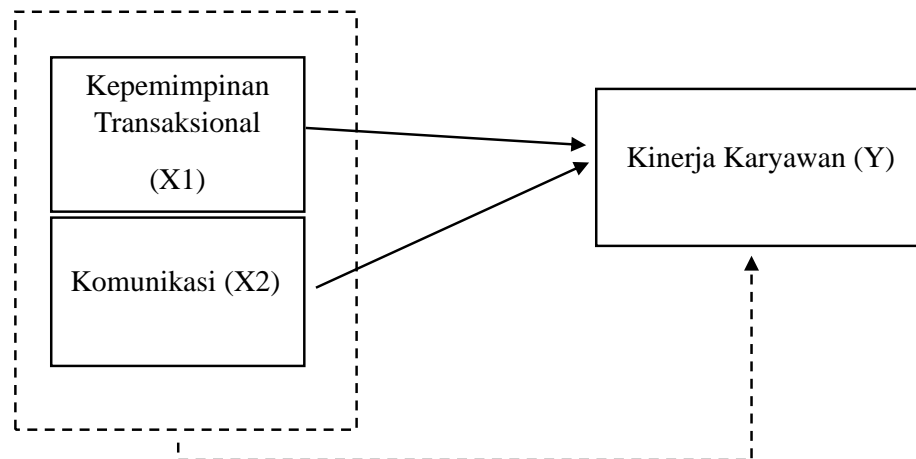 Kepemimpinan
Transaksional
(X1)
Komunikasi (X2)
Kinerja Karyawan (Y)